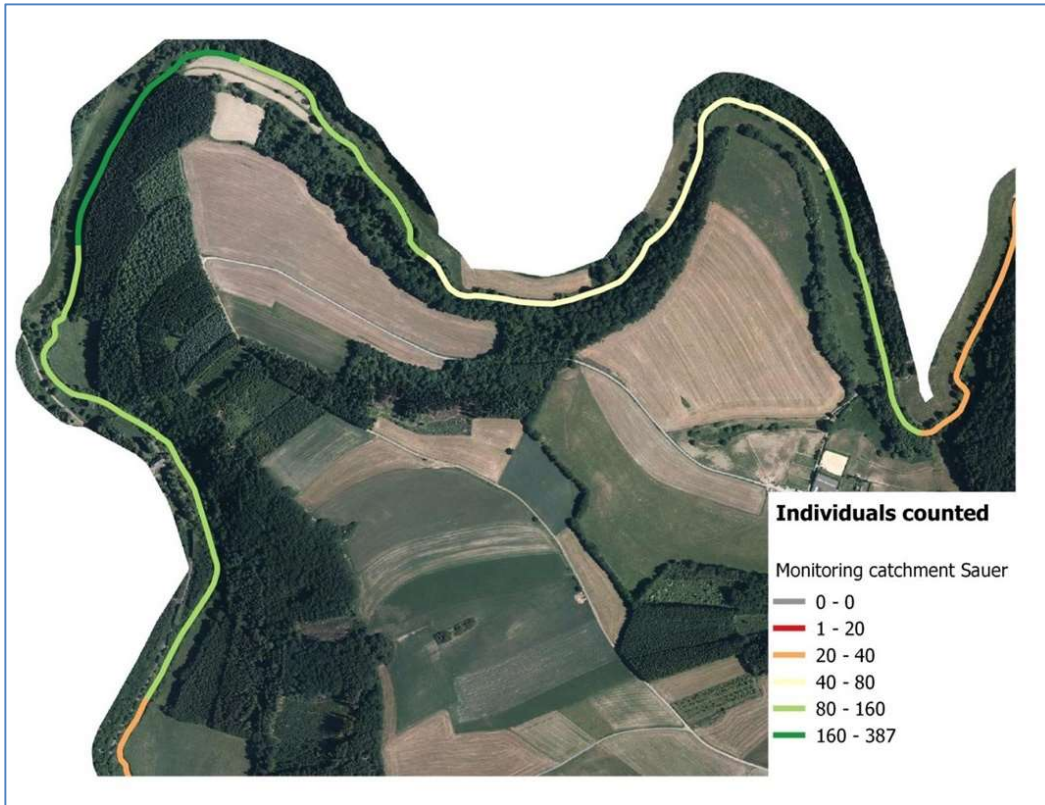 Individuals counted
Monitoring catchment Sauer
0 - 0
1 - 20
20 - 40
40 - 80
80 - 160
160 - 387